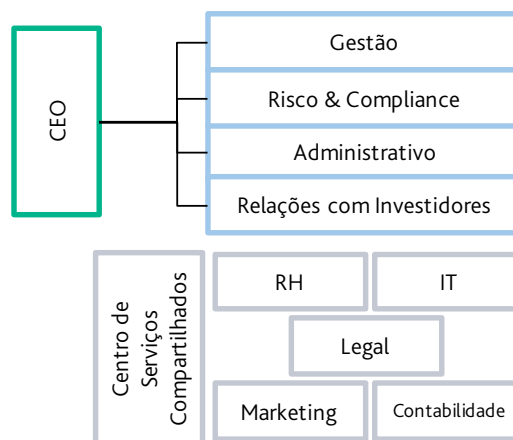 CEO
Gestão
Risco & Compliance
Administrativo
Relações com Investidores
Centro de
Serviços
Compartilhados
RH
IT
Legal
Marketing
Contabilidade